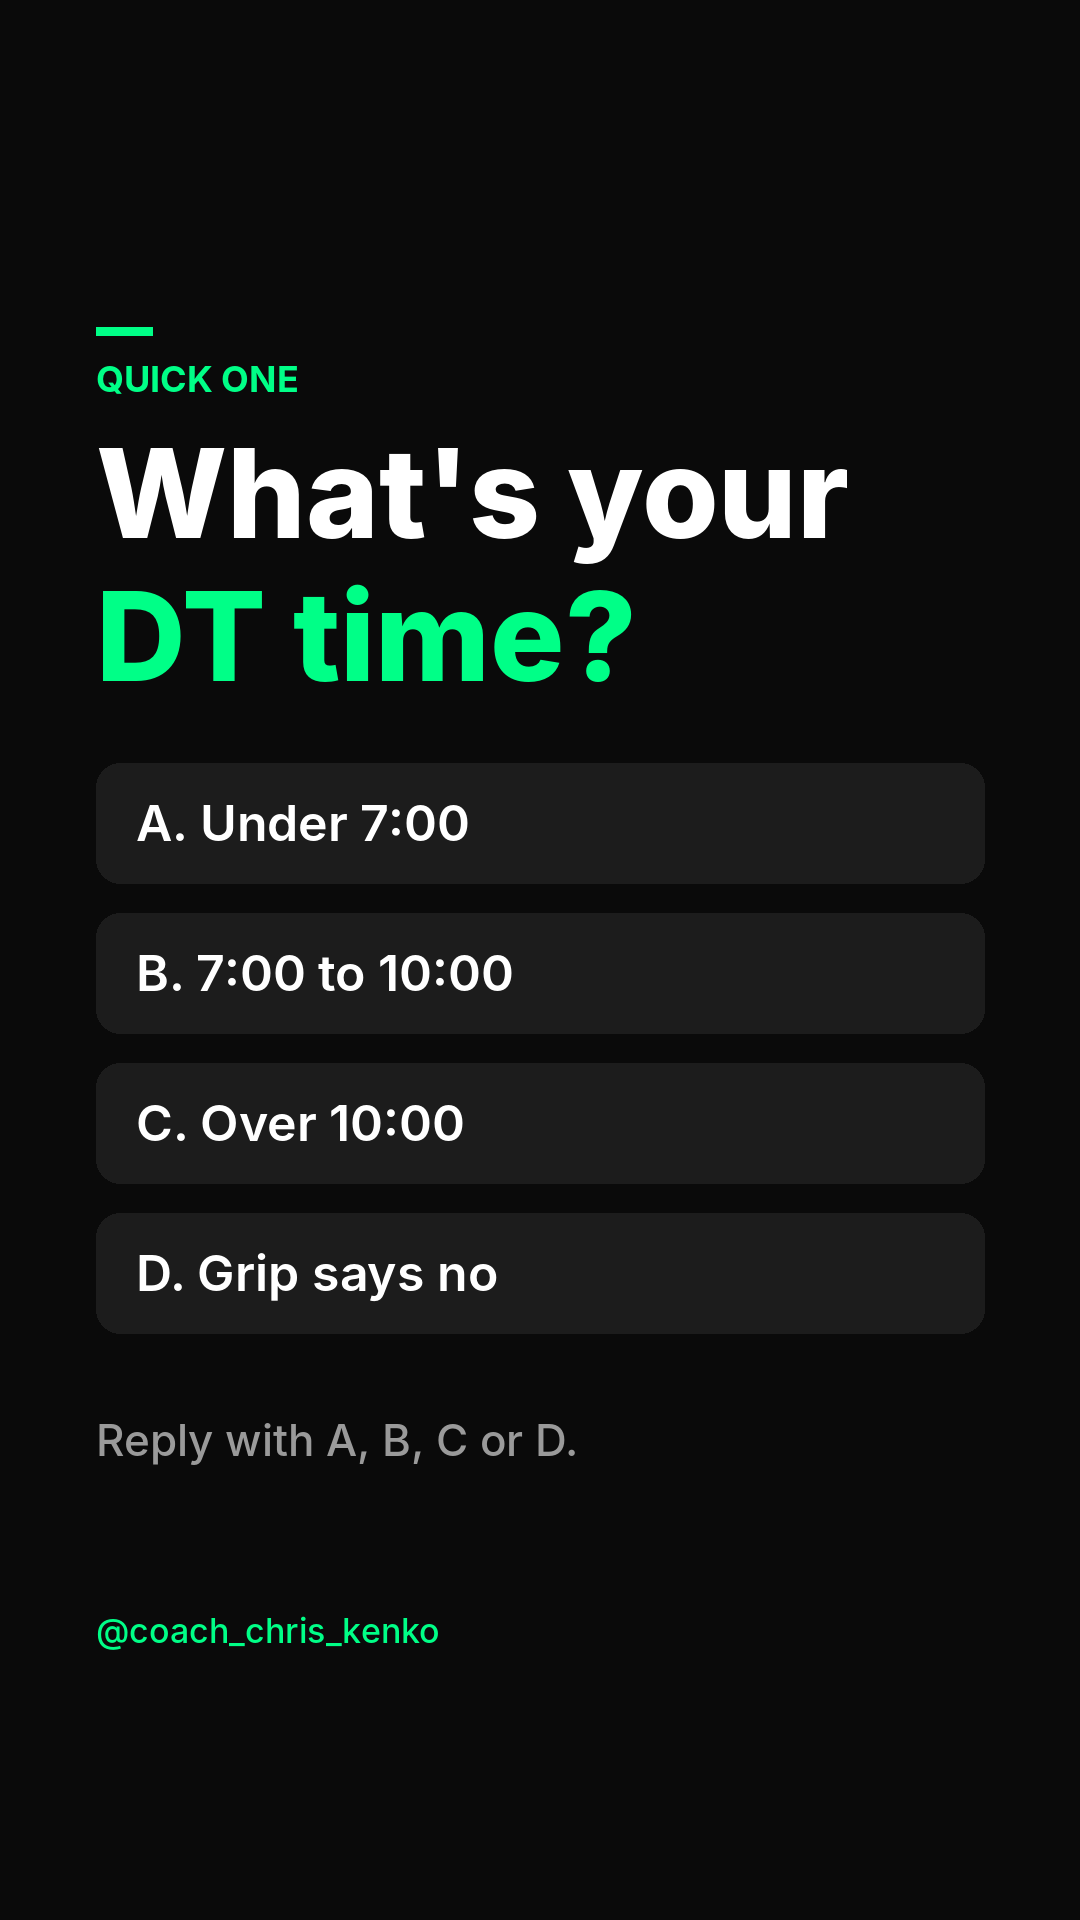 QUICK ONE
What's your
DT time?
A. Under 7:00
B. 7:00 to 10:00
C. Over 10:00
D. Grip says no
Reply with A, B, C or D.
@coach_chris_kenko